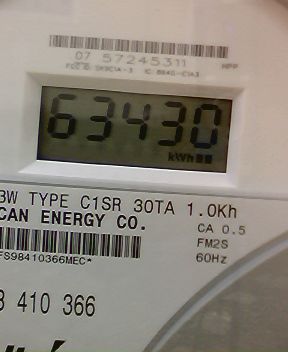 07 57245311
63430
kWh
3W TYPE C1SR 30TA 1.0Kh
CAN ENERGY CO.
CA 0.5
FM2S
60Hz
FS98410366MEC*
410 366